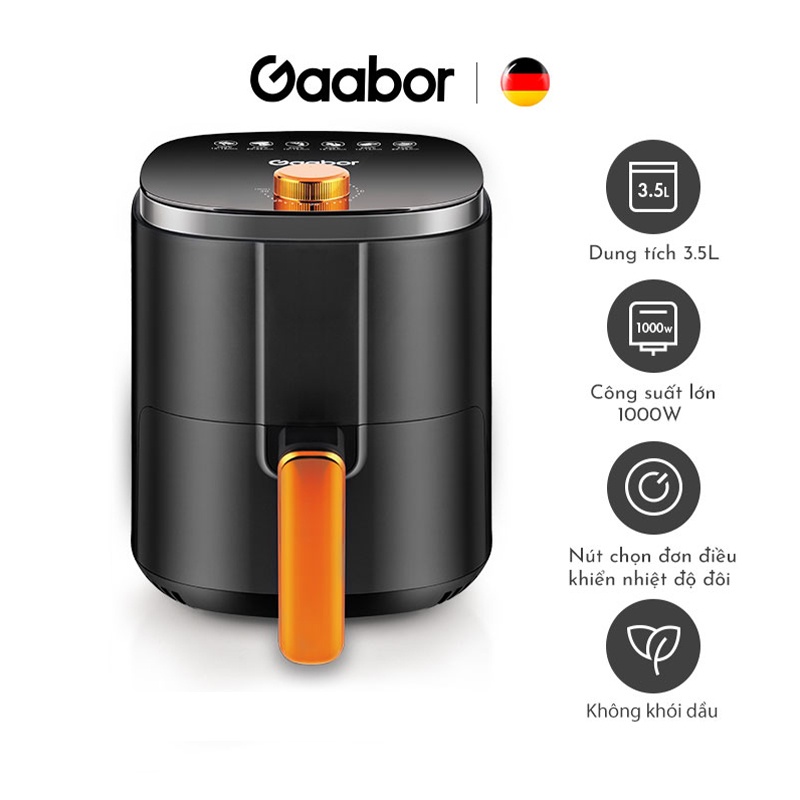 Gaabor
Gaabor
3.5L
Dung tích 3.5L
1000W
Công suất lớn
1000W
Nút chọn đơn điều
khiển nhiệt độ đôi
Không khói dầu